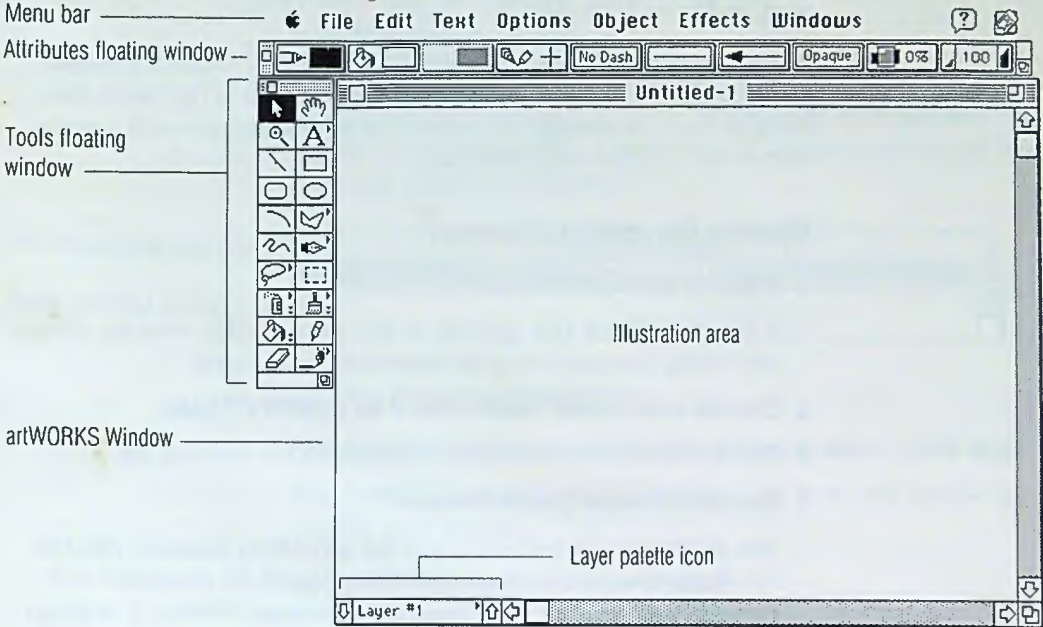 Menu bar
File Edit Text Options Object Effects Windows
Attributes floating window
No Dash
Opaque
0%
100
Untitled-1
Tools floating
window
A
Illustration area
artWORKS Window
Layer palette icon
Layer #1